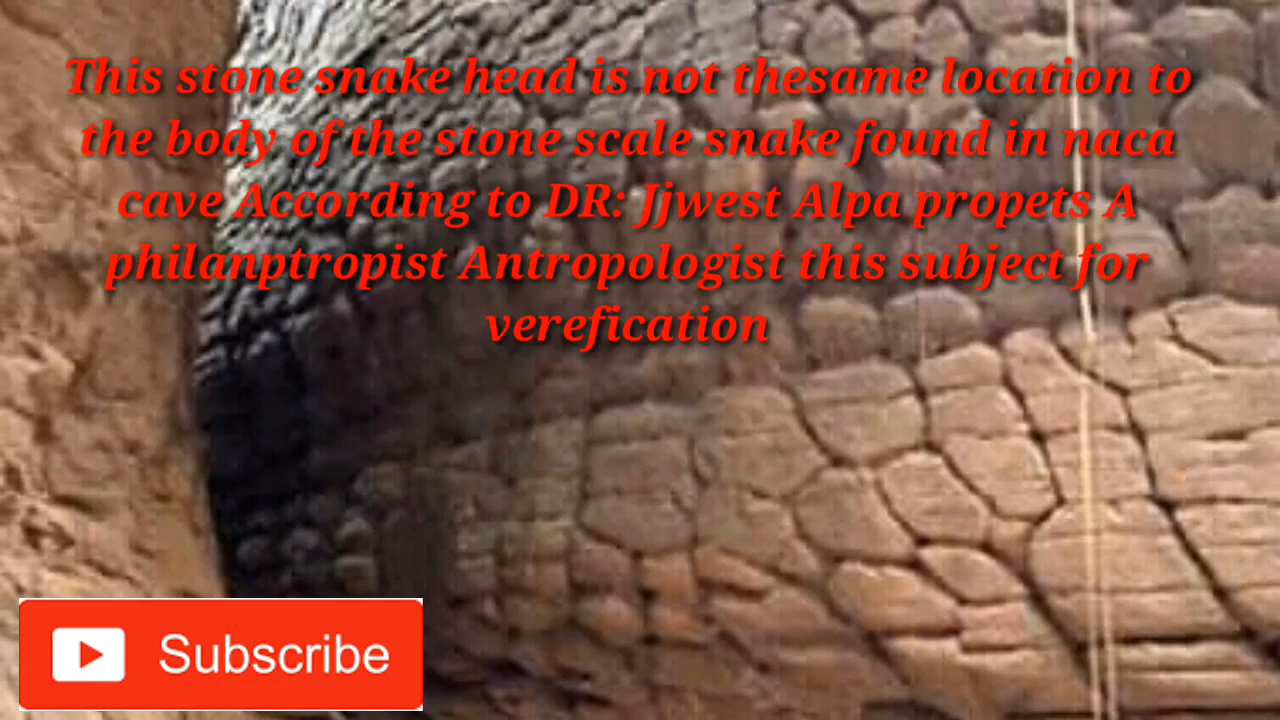 This stone snake head is not thesame location to
the body of the stone scale snake found in naca
cave According to DR: Jjwest Alpa propets A
philanptropist Antropologist this subject for
verefication
Subscribe